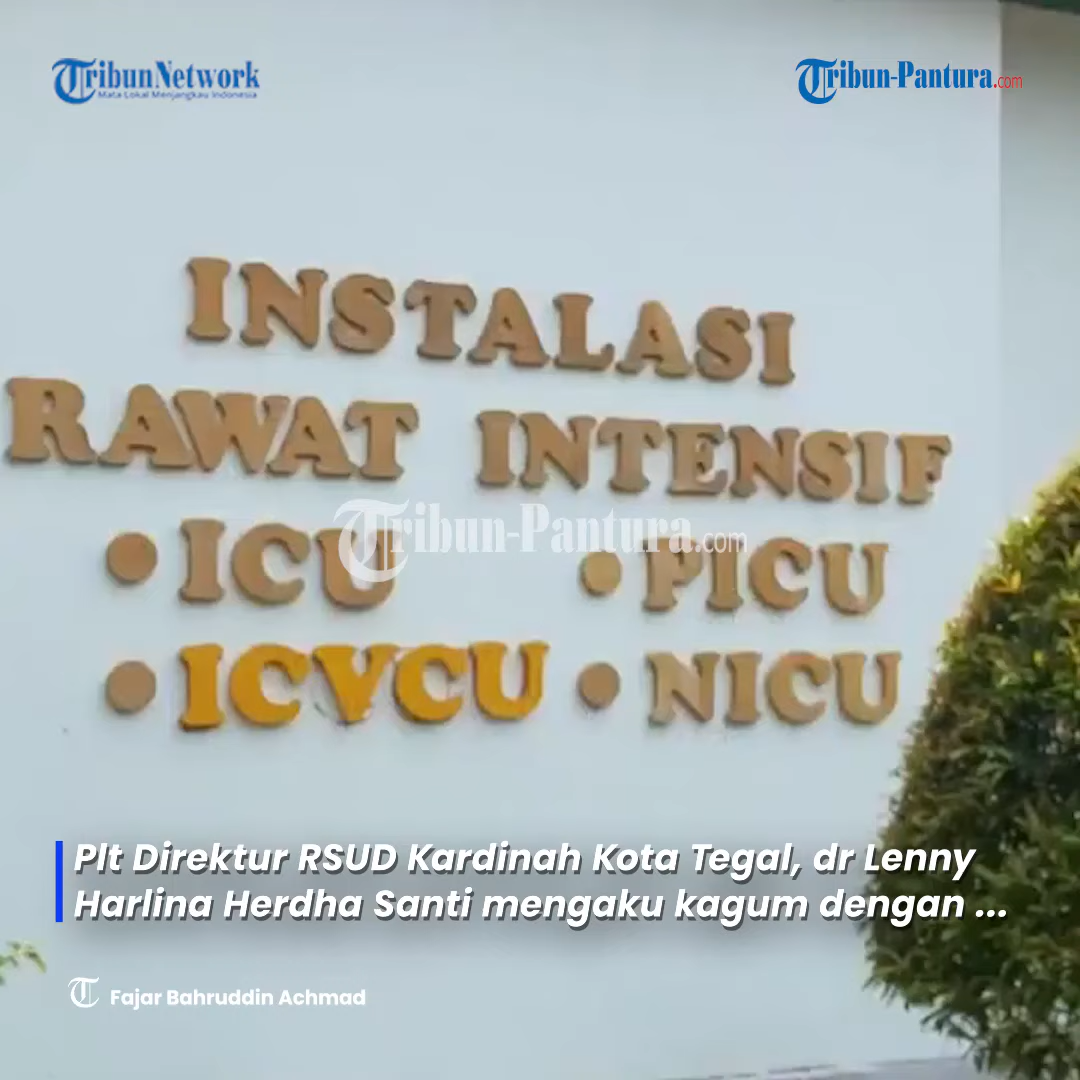 TribunNetwork
Mata Lokal Menjangkau Indonesia
Tribun-Pantura.com
INSTALASI
RAWAT INTENSIF
• ICU • PICU
Tribun-Pantura.com
• ICVCU • NICU
Plt Direktur RSUD Kardinah Kota Tegal, dr Lenny
Harlina Herdha Santi mengaku kagum dengan ...
Fajar Bahruddin Achmad